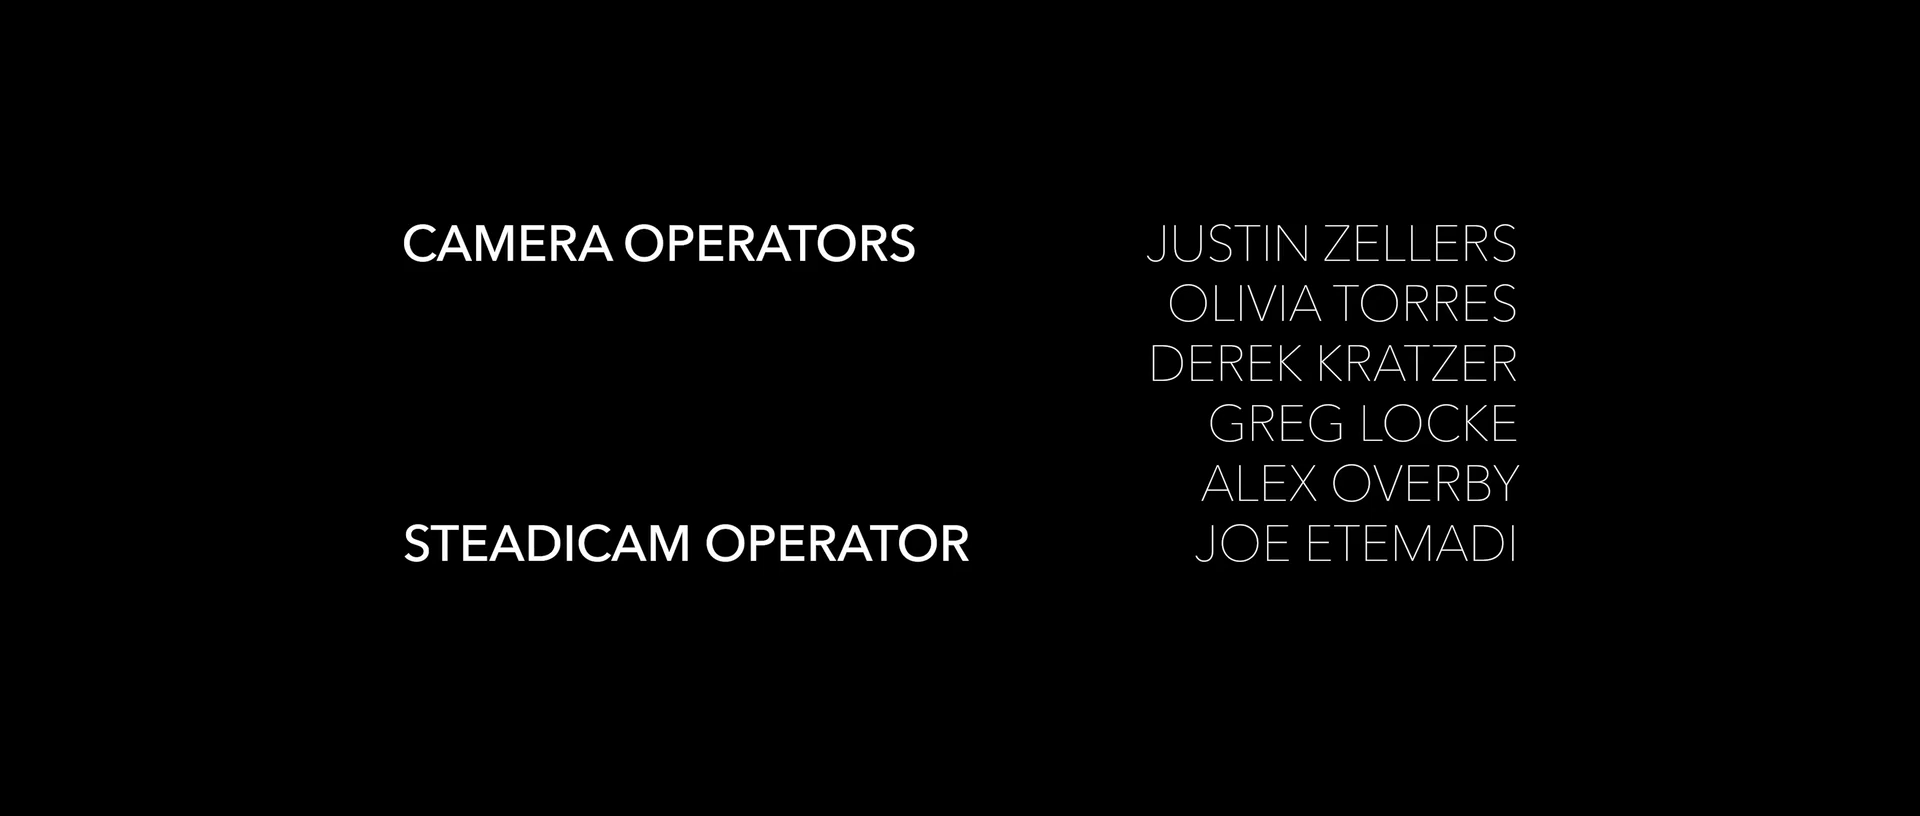 CAMERA OPERATORS JUSTIN ZELLERS
OLIVIA TORRES
DEREK KRATZER
GREG LOCKE
ALEX OVERBY
STEADICAM OPERATOR JOE ETEMADI